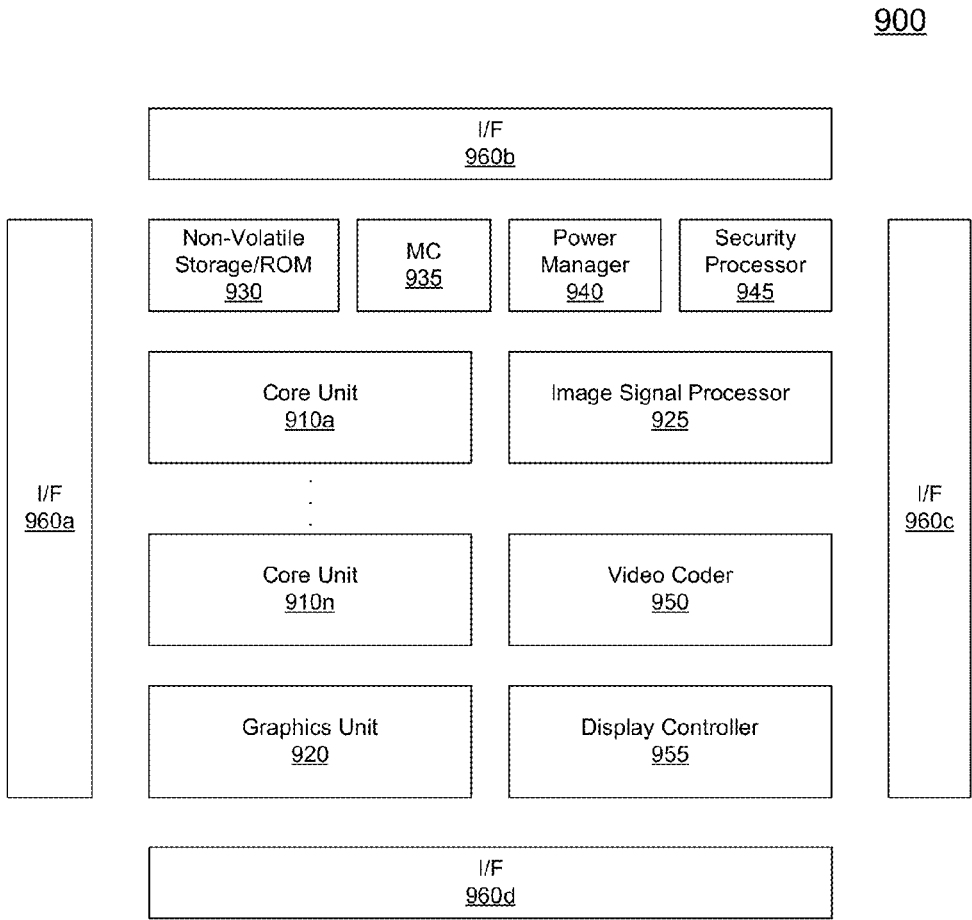 900
I/F
960b
Non-Volatile
Storage/ROM
930
MC
935
Power
Manager
940
Security
Processor
945
I/F
960a
Core Unit
910a
Image Signal Processor
925
I/F
960c
. . .
Core Unit
910n
Video Coder
950
Graphics Unit
920
Display Controller
955
I/F
960d